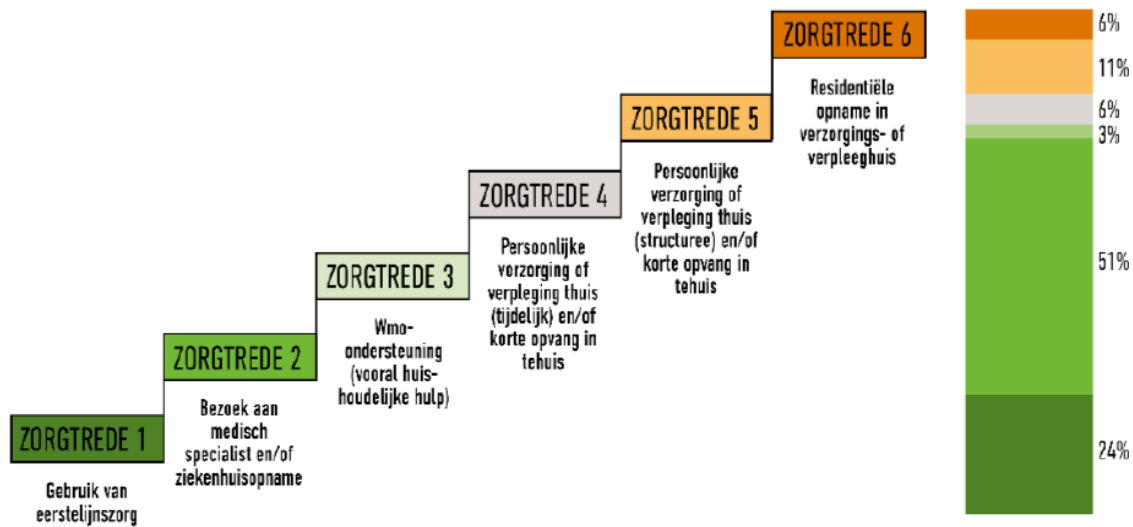 ZORGTREDE 1
Gebruik van
eerstelijnszorg
ZORGTREDE 2
Bezoek aan
medisch
specialist en/of
ziekenhuisopname
ZORGTREDE 3
Wmo-
ondersteuning
(vooral huis-
houdelijke hulp)
ZORGTREDE 4
Persoonlijke
verzorging of
verpleging thuis
(tijdelijk) en/of
korte opvang in
tehuis
ZORGTREDE 5
Persoonlijke
verzorging of
verpleging thuis
(structuree) en/of
korte opvang in
tehuis
ZORGTREDE 6
Residentiële
opname in
verzorgings- of
verpleeghuis
6%
11%
6%
3%
51%
24%